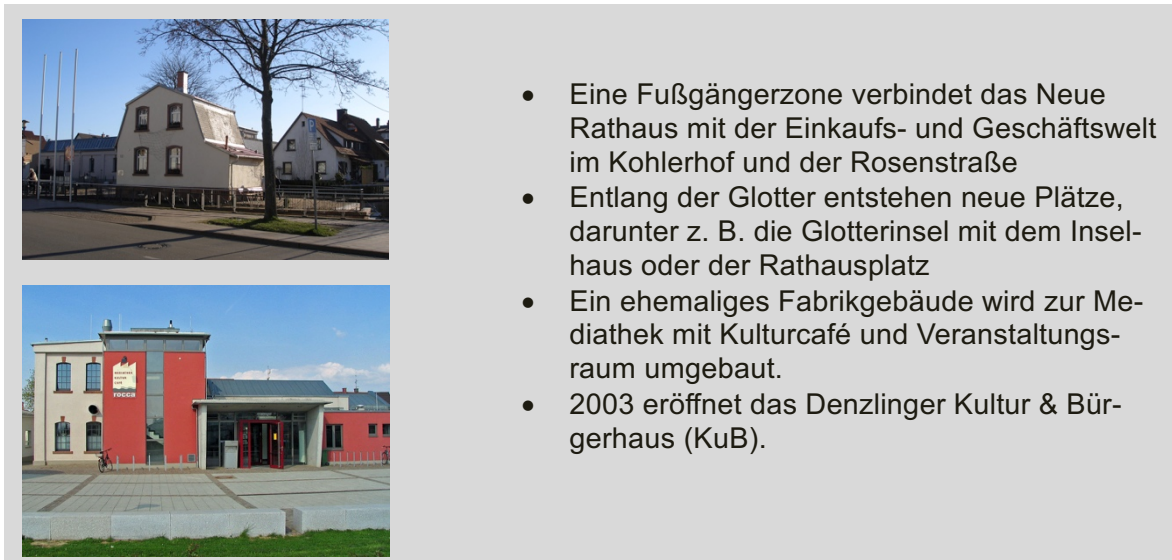 • Eine Fußgängerzone verbindet das Neue
Rathaus mit der Einkaufs- und Geschäftswelt
im Kohlerhof und der Rosenstraße
• Entlang der Glotter entstehen neue Plätze,
darunter z. B. die Glotterinsel mit dem Insel-
haus oder der Rathausplatz
• Ein ehemaliges Fabrikgebäude wird zur Me-
diathek mit Kulturcafé und Veranstaltungs-
raum umgebaut.
• 2003 eröffnet das Denzlinger Kultur & Bür-
gerhaus (KuB).
rocca